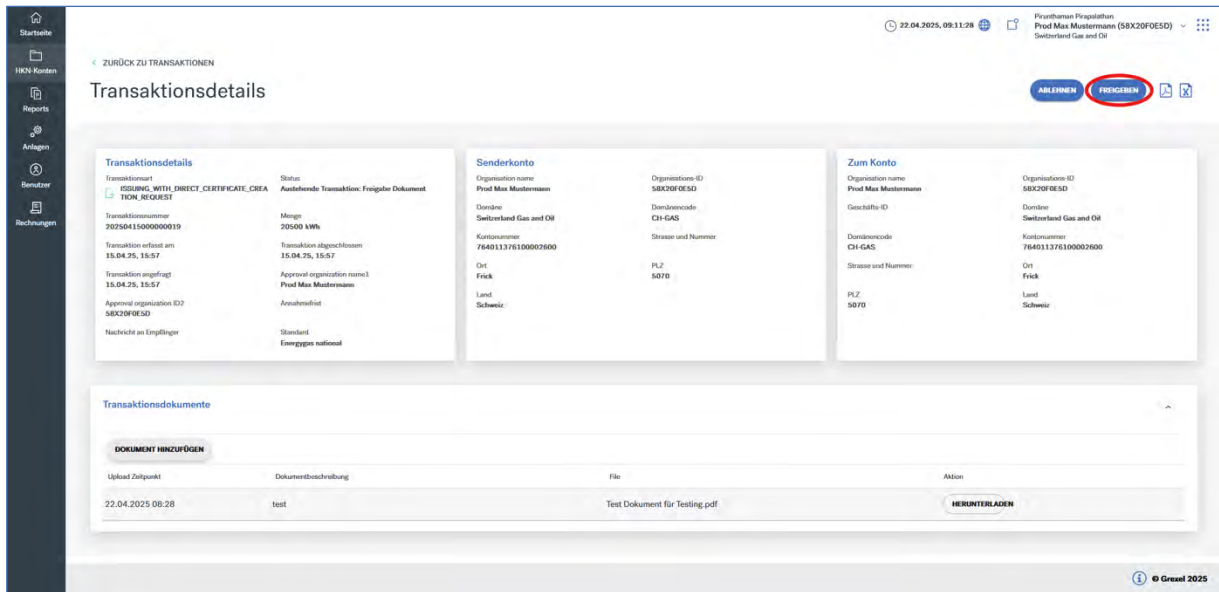 Startseite
HKN-Konten
Reports
Anlagen
Benutzer
Rechnungen
22.04.2025, 09:11:28
Pirunthaman Pirapalathan
Prod Max Mustermann (58X20F0E5D)
Switzerland Gas and Oil
ZURÜCK ZU TRANSAKTIONEN
Transaktionsdetails
ABLEHNEN
FREIGEBEN
Transaktionsdetails
Transaktionsart
ISSUING_WITH_DIRECT_CERTIFICATE_CREA
TION_REQUEST
Status
Austehende Transaktion: Freigabe Dokument
Transaktionsnummer
20250415000000019
Menge
20500 kWh
Transaktion erfasst am
15.04.25, 15:57
Transaktion abgeschlossen
15.04.25, 15:57
Transaktion angefragt
15.04.25, 15:57
Approval organization name1
Prod Max Mustermann
Approval organization ID2
58X20F0E5D
Annahmefrist
Nachricht an Empfänger
Standard
Energygas national
Senderkonto
Organisation name
Prod Max Mustermann
Organisations-ID
58X20F0E5D
Domäne
Switzerland Gas and Oil
Domänencode
CH-GAS
Kontonummer
764011376100002600
Strasse und Nummer
Ort
Frick
PLZ
5070
Land
Schweiz
Zum Konto
Organisation name
Prod Max Mustermann
Organisations-ID
58X20F0E5D
Geschäfts-ID
Domäne
Switzerland Gas and Oil
Domänencode
CH-GAS
Kontonummer
764011376100002600
Strasse und Nummer
Ort
Frick
PLZ
5070
Land
Schweiz
Transaktionsdokumente
DOKUMENT HINZUFÜGEN
Upload Zeitpunkt
Dokumentbeschreibung
File
Aktion
22.04.2025 08:28
test
Test Dokument für Testing.pdf
HERUNTERLADEN
© Grexel 2025